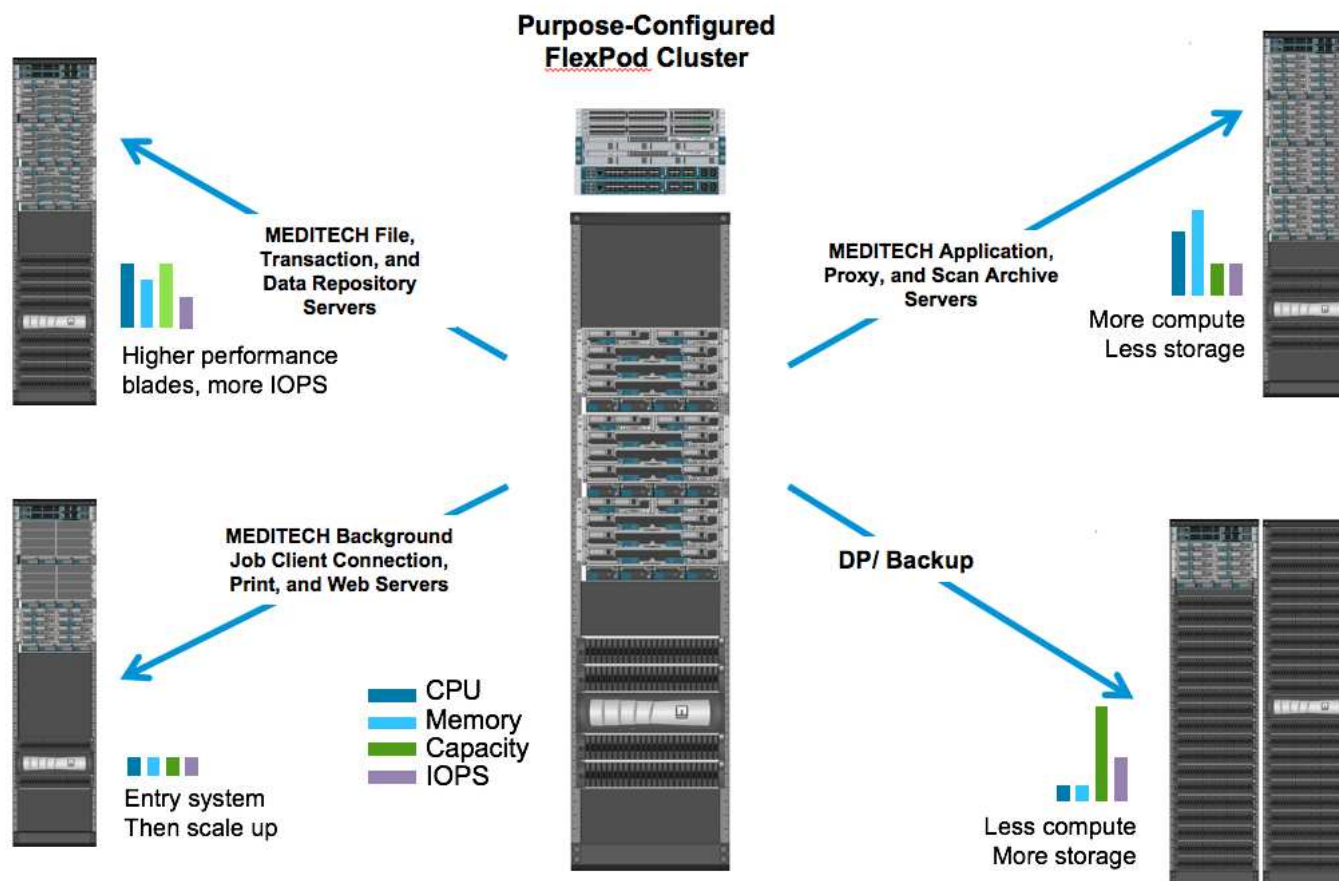 Purpose-Configured
FlexPod Cluster
MEDITECH File,
Transaction, and
Data Repository
Servers
Higher performance
blades, more IOPS
MEDITECH Application,
Proxy, and Scan Archive
Servers
More compute
Less storage
MEDITECH Background
Job Client Connection,
Print, and Web Servers
Entry system
Then scale up
CPU
Memory
Capacity
IOPS
DP/ Backup
Less compute
More storage